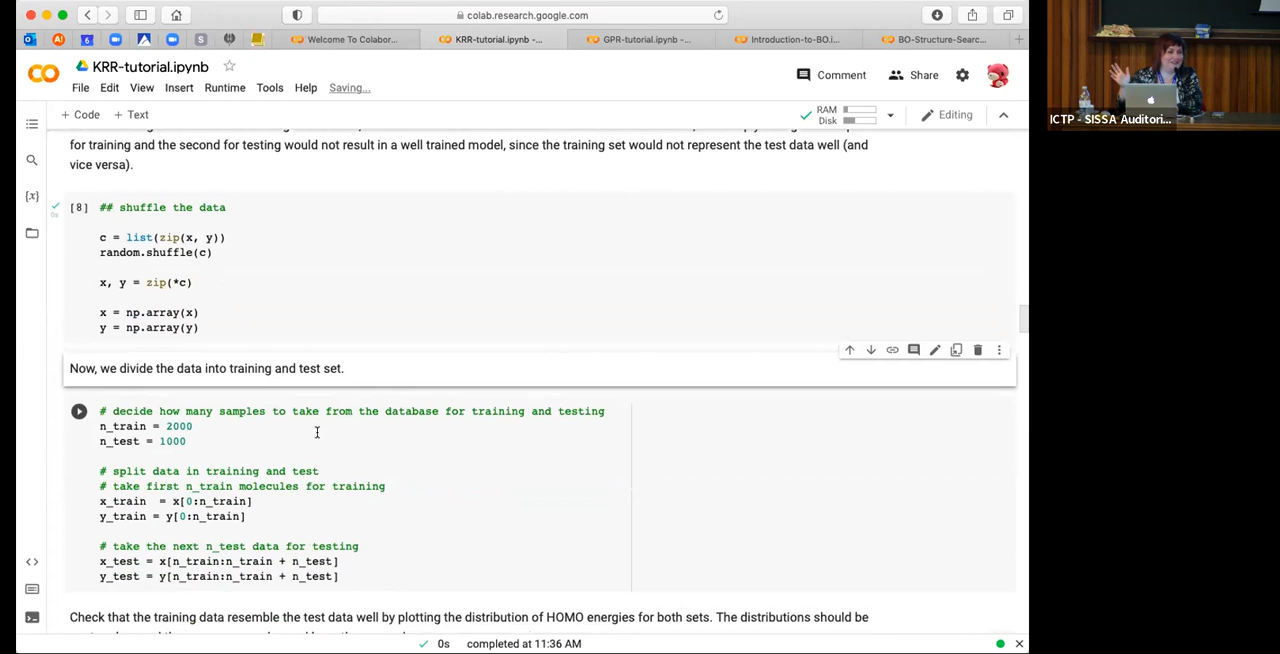 colab.research.google.com
Welcome To Colabor...
KRR-tutorial.ipynb -...
GPR-tutorial.ipynb -...
Introduction-to-BO.i...
BO-Structure-Searc...
KRR-tutorial.ipynb
Comment
Share
File Edit View Insert Runtime Tools Help Saving...
+ Code + Text
RAM
Disk
Editing
for training and the second for testing would not result in a well trained model, since the training set would not represent the test data well (and
vice versa).
[8] ## shuffle the data
0s
c = list(zip(x, y))
random.shuffle(c)
x, y = zip(*c)
x = np.array(x)
y = np.array(y)
Now, we divide the data into training and test set.
# decide how many samples to take from the database for training and testing
n_train = 2000
n_test = 1000
# split data in training and test
# take first n_train molecules for training
x_train = x[0:n_train]
y_train = y[0:n_train]
# take the next n_test data for testing
x_test = x[n_train:n_train + n_test]
y_test = y[n_train:n_train + n_test]
Check that the training data resemble the test data well by plotting the distribution of HOMO energies for both sets. The distributions should be
0s completed at 11:36 AM
ICTP - SISSA Auditori...